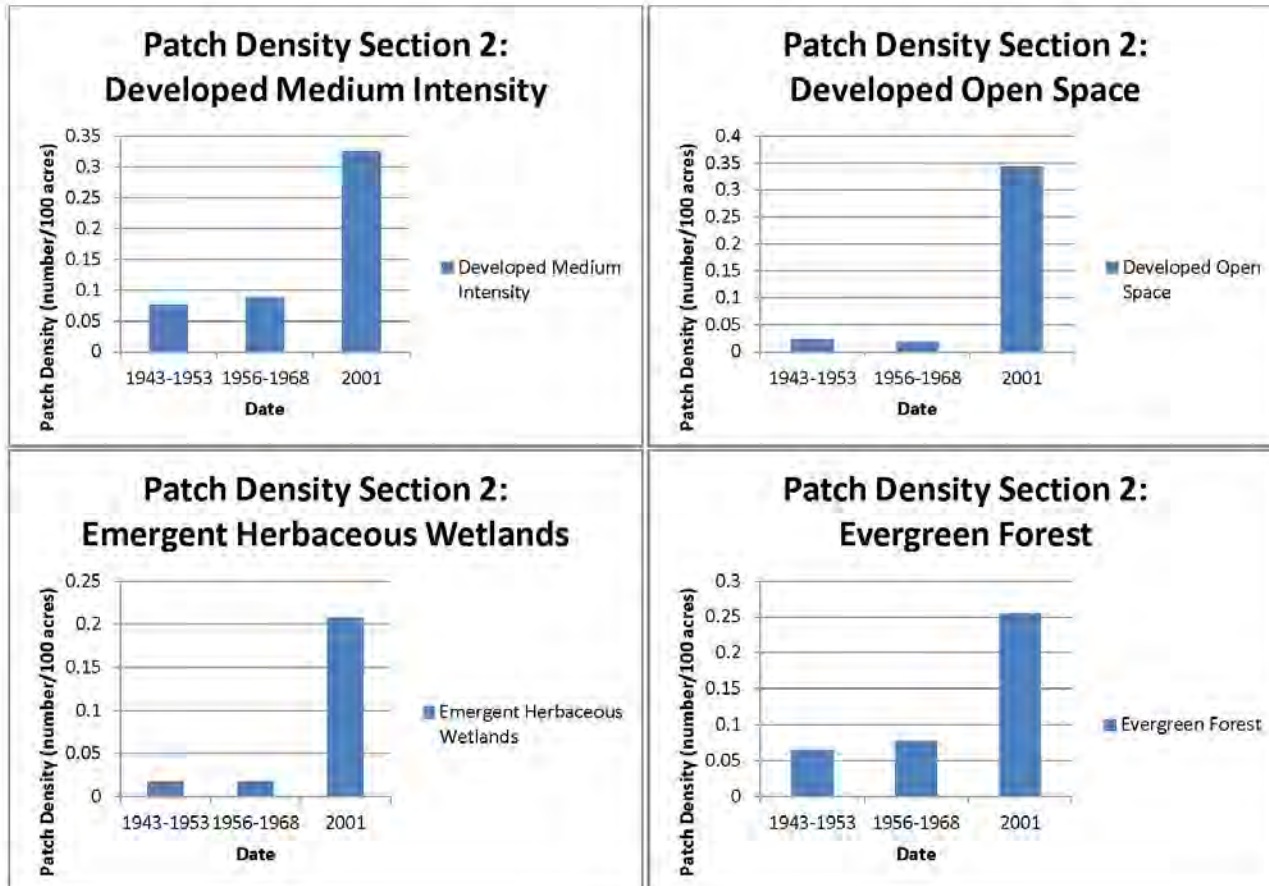 Patch Density Section 2:
Developed Medium Intensity
Patch Density (number/100 acres)
0.35
0.3
0.25
0.2
0.15
0.1
0.05
0
1943-1953
1956-1968
2001
Date
Developed Medium
Intensity
Patch Density Section 2:
Developed Open Space
Patch Density (number/100 acres)
0.4
0.35
0.3
0.25
0.2
0.15
0.1
0.05
0
1943-1953
1956-1968
2001
Date
Developed Open
Space
Patch Density Section 2:
Emergent Herbaceous Wetlands
Patch Density (number/100 acres)
0.25
0.2
0.15
0.1
0.05
0
1943-1953
1956-1968
2001
Date
Emergent Herbaceous
Wetlands
Patch Density Section 2:
Evergreen Forest
Patch Density (number/100 acres)
0.3
0.25
0.2
0.15
0.1
0.05
0
1943-1953
1956-1968
2001
Date
Evergreen Forest